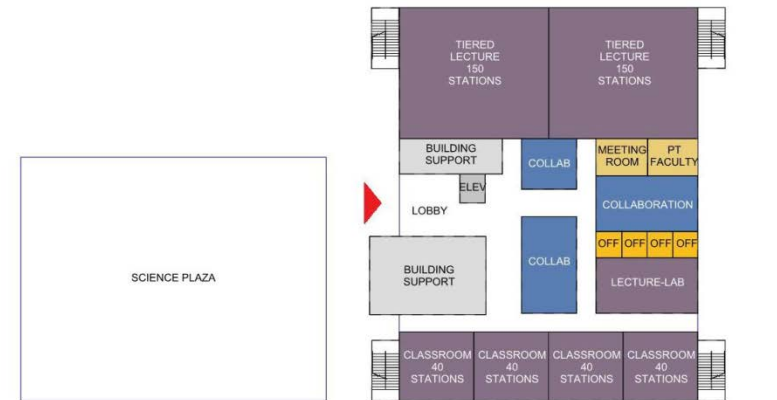 TIERED
LECTURE
150
STATIONS
TIERED
LECTURE
150
STATIONS
BUILDING
SUPPORT
COLLAB
MEETING
ROOM
PT
FACULTY
ELEV
LOBBY
COLLABORATION
OFF OFF OFF OFF
BUILDING
SUPPORT
COLLAB
LECTURE-LAB
SCIENCE PLAZA
CLASSROOM
40
STATIONS
CLASSROOM
40
STATIONS
CLASSROOM
40
STATIONS
CLASSROOM
40
STATIONS